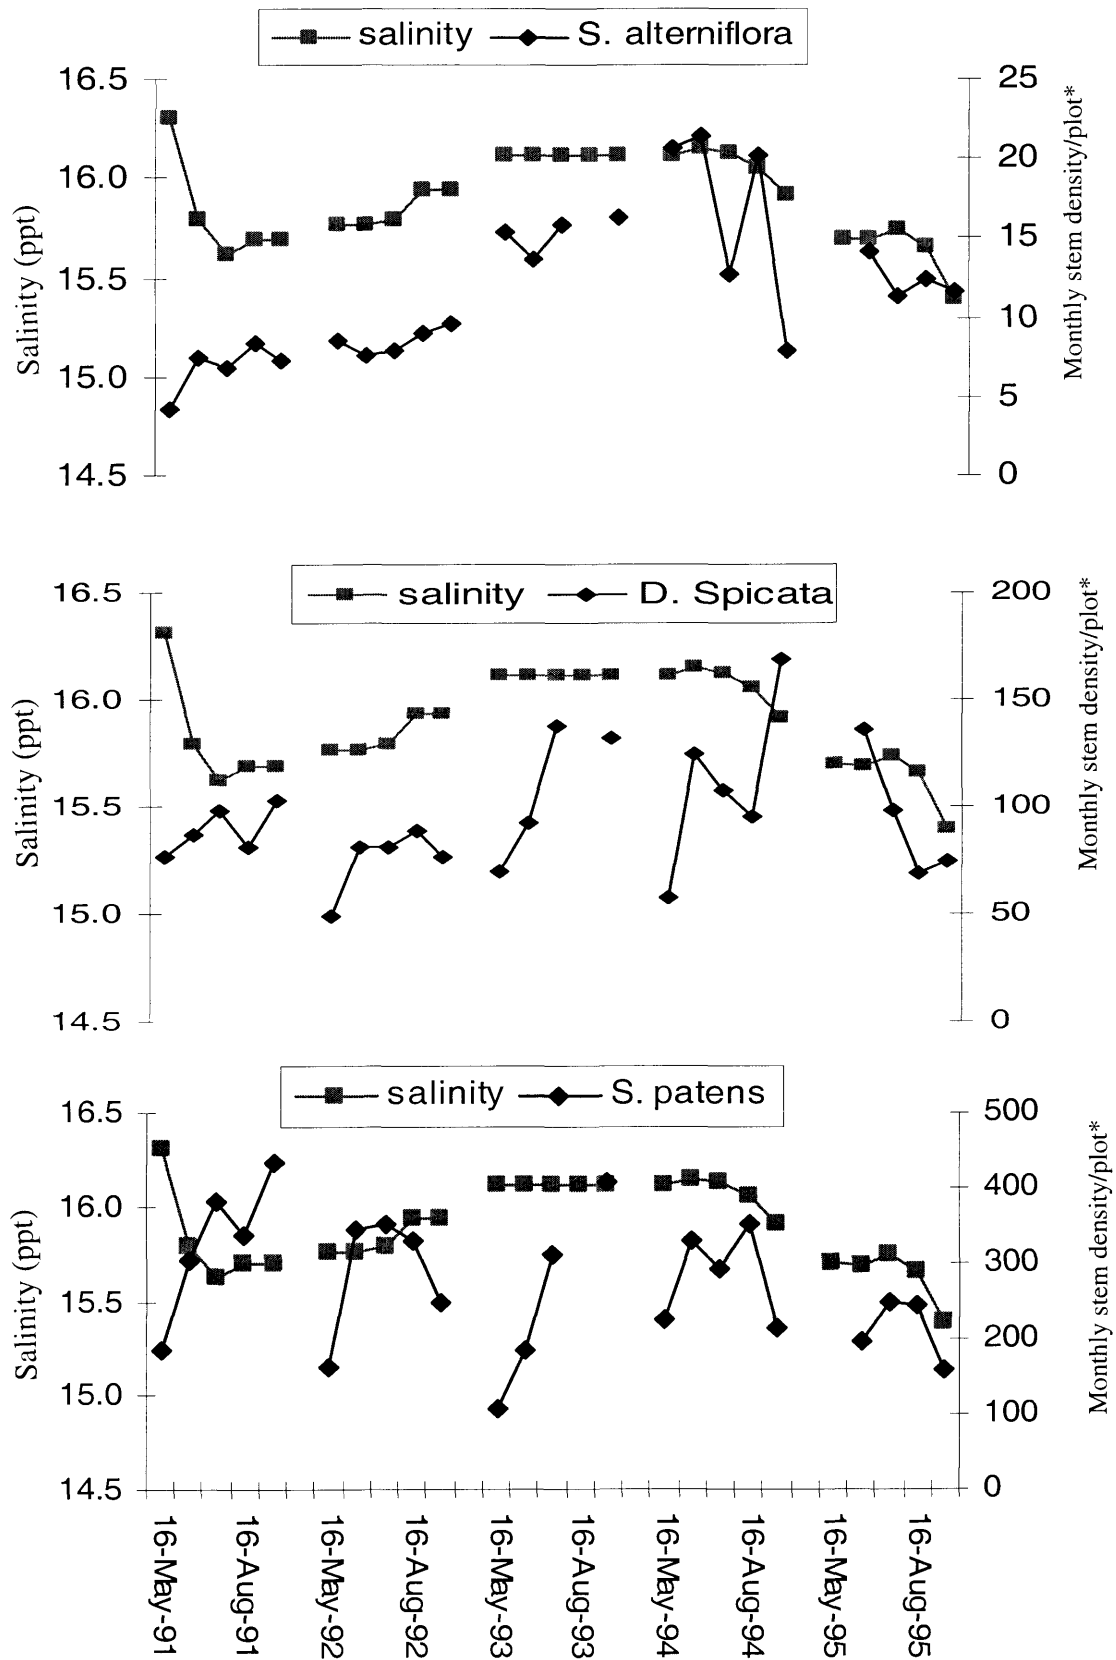 salinity S. alterniflora
16.5
16.0
15.5
15.0
14.5
Salinity (ppt)
25
20
15
10
5
0
Monthly stem density/plot*
salinity D. Spicata
16.5
16.0
15.5
15.0
14.5
Salinity (ppt)
200
150
100
50
0
Monthly stem density/plot*
salinity S. patens
16.5
16.0
15.5
15.0
14.5
Salinity (ppt)
500
400
300
200
100
0
Monthly stem density/plot*
16-May-91
16-Aug-91
16-May-92
16-Aug-92
16-May-93
16-Aug-93
16-May-94
16-Aug-94
16-May-95
16-Aug-95